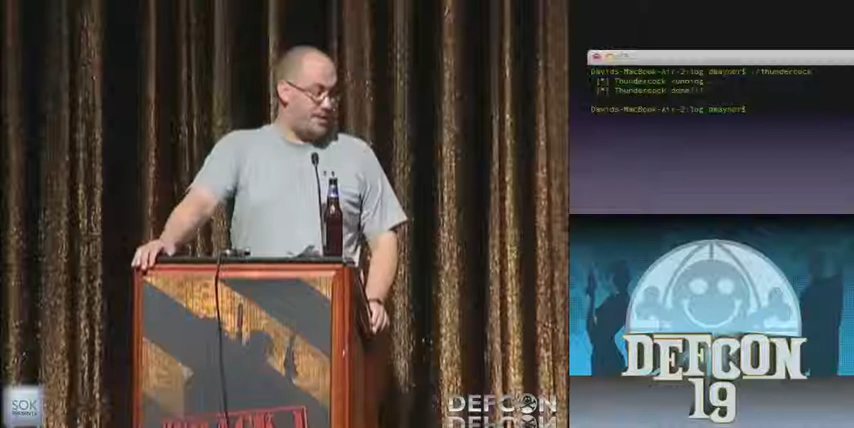 Davids-MacBook-Air-2:log dmaynor$ ./thundercock
[*] Thundercock running
[*] Thundercock done!!!
Davids-MacBook-Air-2:log dmaynor$
DEFCON
19
DEFCON
SOK